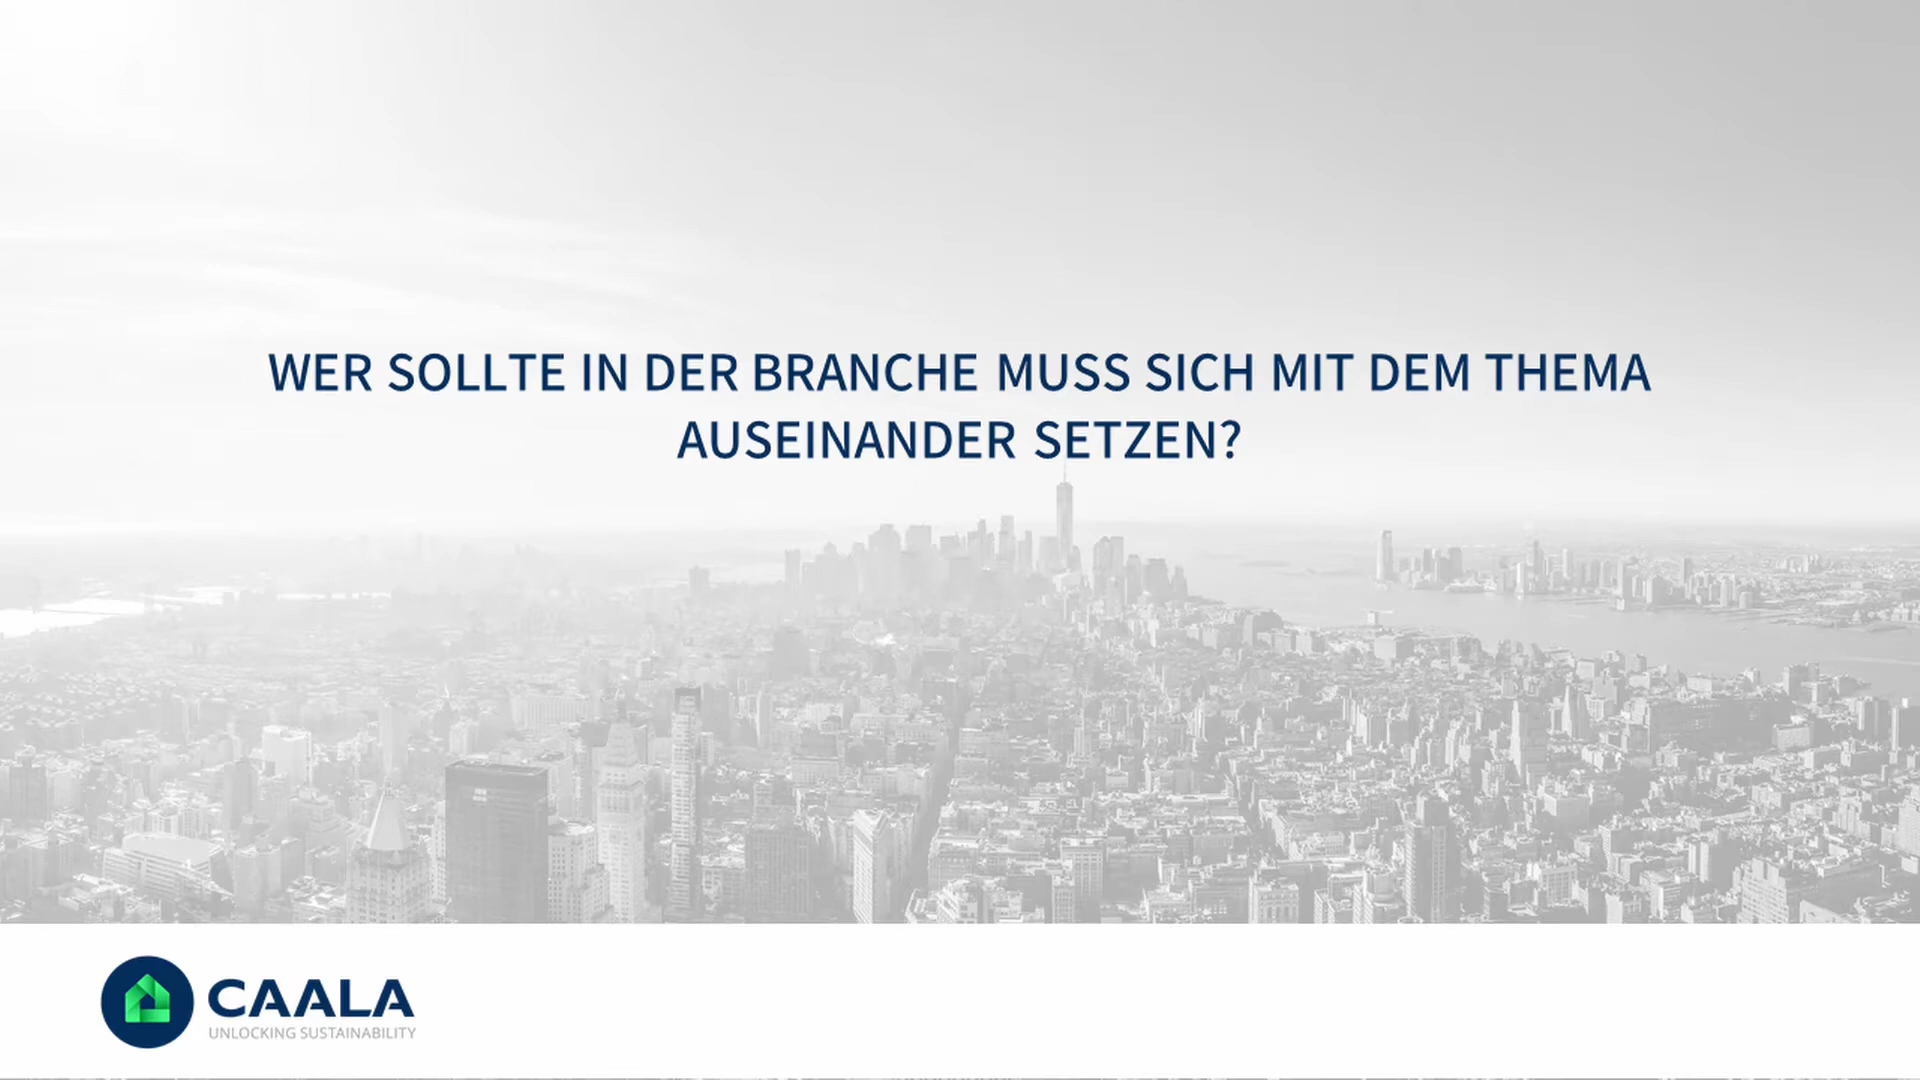 WER SOLLTE IN DER BRANCHE MUSS SICH MIT DEM THEMA
AUSEINANDER SETZEN?
CAALA
UNLOCKING SUSTAINABILITY